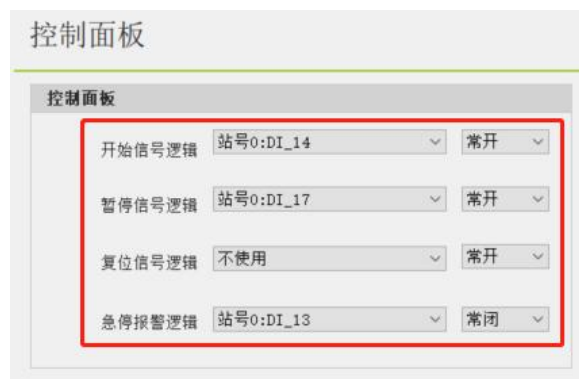 控制面板
控制面板
开始信号逻辑 站号0:DI_14 常开
暂停信号逻辑 站号0:DI_17 常开
复位信号逻辑 不使用 常开
急停报警逻辑 站号0:DI_13 常闭